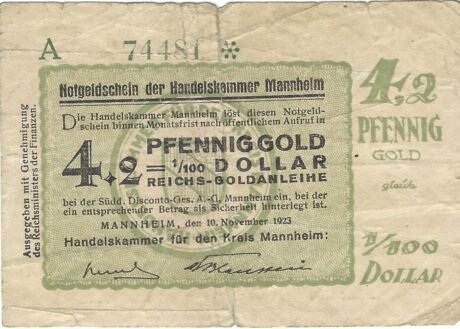 A 74481 *
Notgeldschein der Handelskammer Mannheim
Die Handelskammer Mannheim löst diesen Notgeld-
schein binnen Monatsfrist nach öffentlichem Aufruf in
4,2 PFENNIG GOLD
= 1/100 DOLLAR
REICHS-GOLDANLEIHE
bei der Südd. Disconto-Ges. A.-G. Mannheim ein, bei der
ein entsprechender Betrag als Sicherheit hinterlegt ist.
MANNHEIM, den 10. November 1923
Handelskammer für den Kreis Mannheim:
Ausgegeben mit Genehmigung
des Reichsministers der Finanzen.
4,2
PFENNIG
GOLD
gleich
1/100
DOLLAR